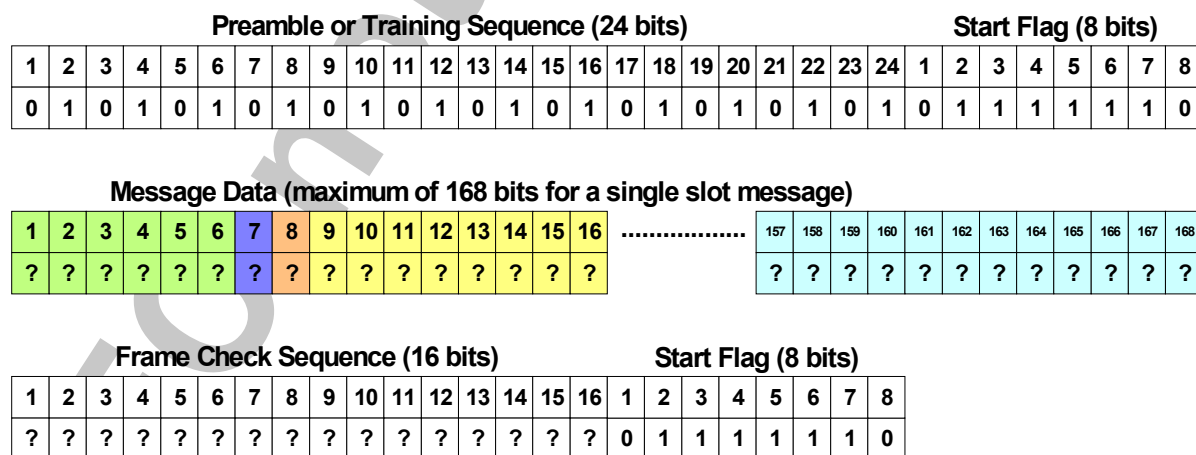 Preamble or Training Sequence (24 bits) Start Flag (8 bits)
1 2 3 4 5 6 7 8 9 10 11 12 13 14 15 16 17 18 19 20 21 22 23 24 1 2 3 4 5 6 7 8
0 1 0 1 0 1 0 1 0 1 0 1 0 1 0 1 0 1 0 1 0 1 0 1 0 1 1 1 1 1 1 0
Message Data (maximum of 168 bits for a single slot message)
1 2 3 4 5 6 7 8 9 10 11 12 13 14 15 16 .................. 157 158 159 160 161 162 163 164 165 166 167 168
? ? ? ? ? ? ? ? ? ? ? ? ? ? ? ? ? ? ? ? ? ? ? ? ? ? ? ?
Frame Check Sequence (16 bits) Start Flag (8 bits)
1 2 3 4 5 6 7 8 9 10 11 12 13 14 15 16 1 2 3 4 5 6 7 8
? ? ? ? ? ? ? ? ? ? ? ? ? ? ? ? 0 1 1 1 1 1 1 0